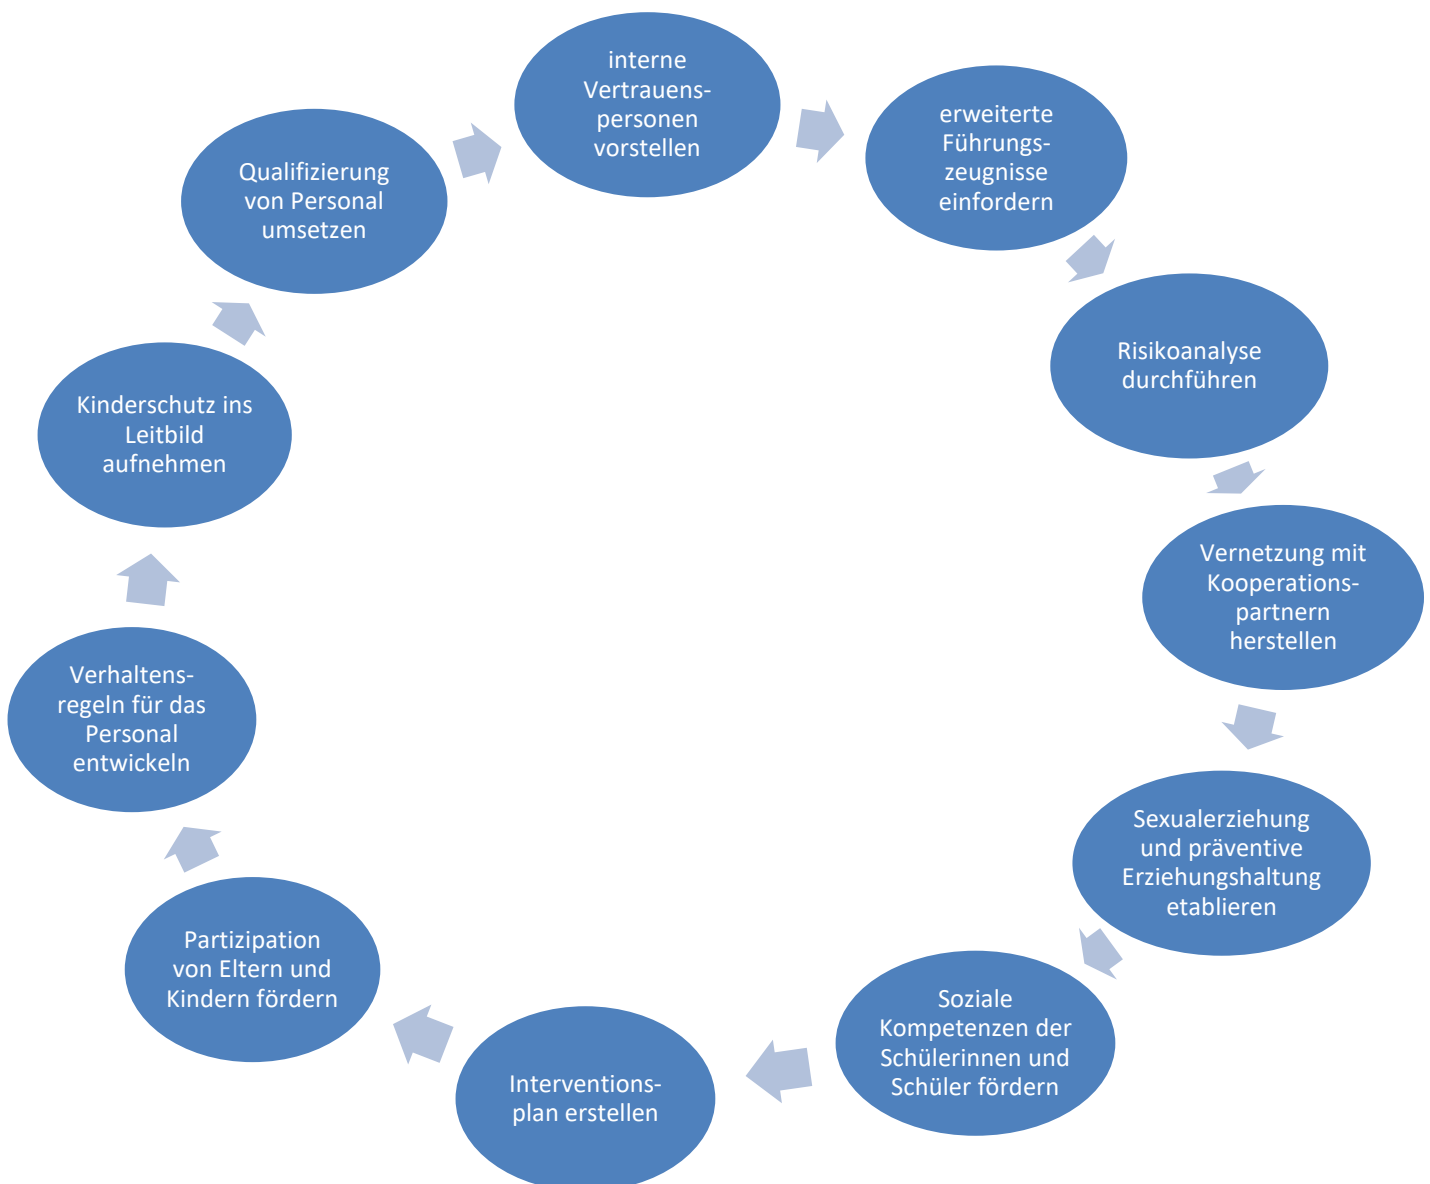 interne
Vertrauens-
personen
vorstellen
erweiterte
Führungs-
zeugnisse
einfordern
Risikoanalyse
durchführen
Vernetzung mit
Kooperations-
partnern
herstellen
Sexualerziehung
und präventive
Erziehungshaltung
etablieren
Soziale
Kompetenzen der
Schülerinnen und
Schüler fördern
Interventions-
plan erstellen
Partizipation
von Eltern und
Kindern fördern
Verhaltens-
regeln für das
Personal
entwickeln
Kinderschutz ins
Leitbild
aufnehmen
Qualifizierung
von Personal
umsetzen